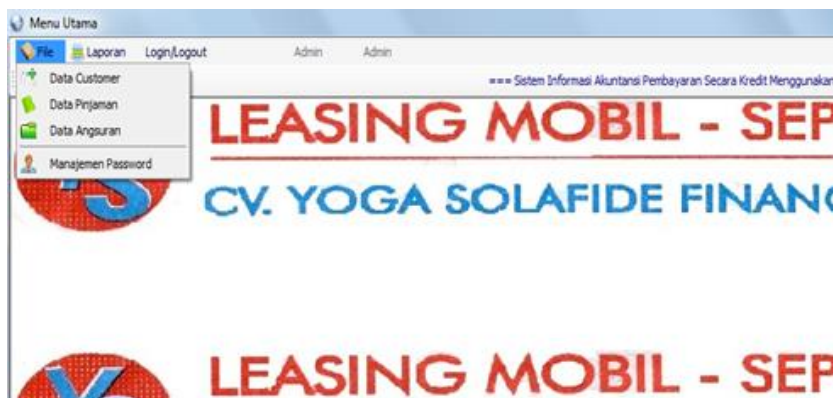 Menu Utama
File Laporan Login/Logout Admin Admin
Data Customer
=== Sistem Informasi Akuntansi Pembayaran Secara Kredit Menggunakan
Data Pinjaman
Data Angsuran
Manajemen Password
LEASING MOBIL - SEP
CV. YOGA SOLAFIDE FINANC
LEASING MOBIL - SEP